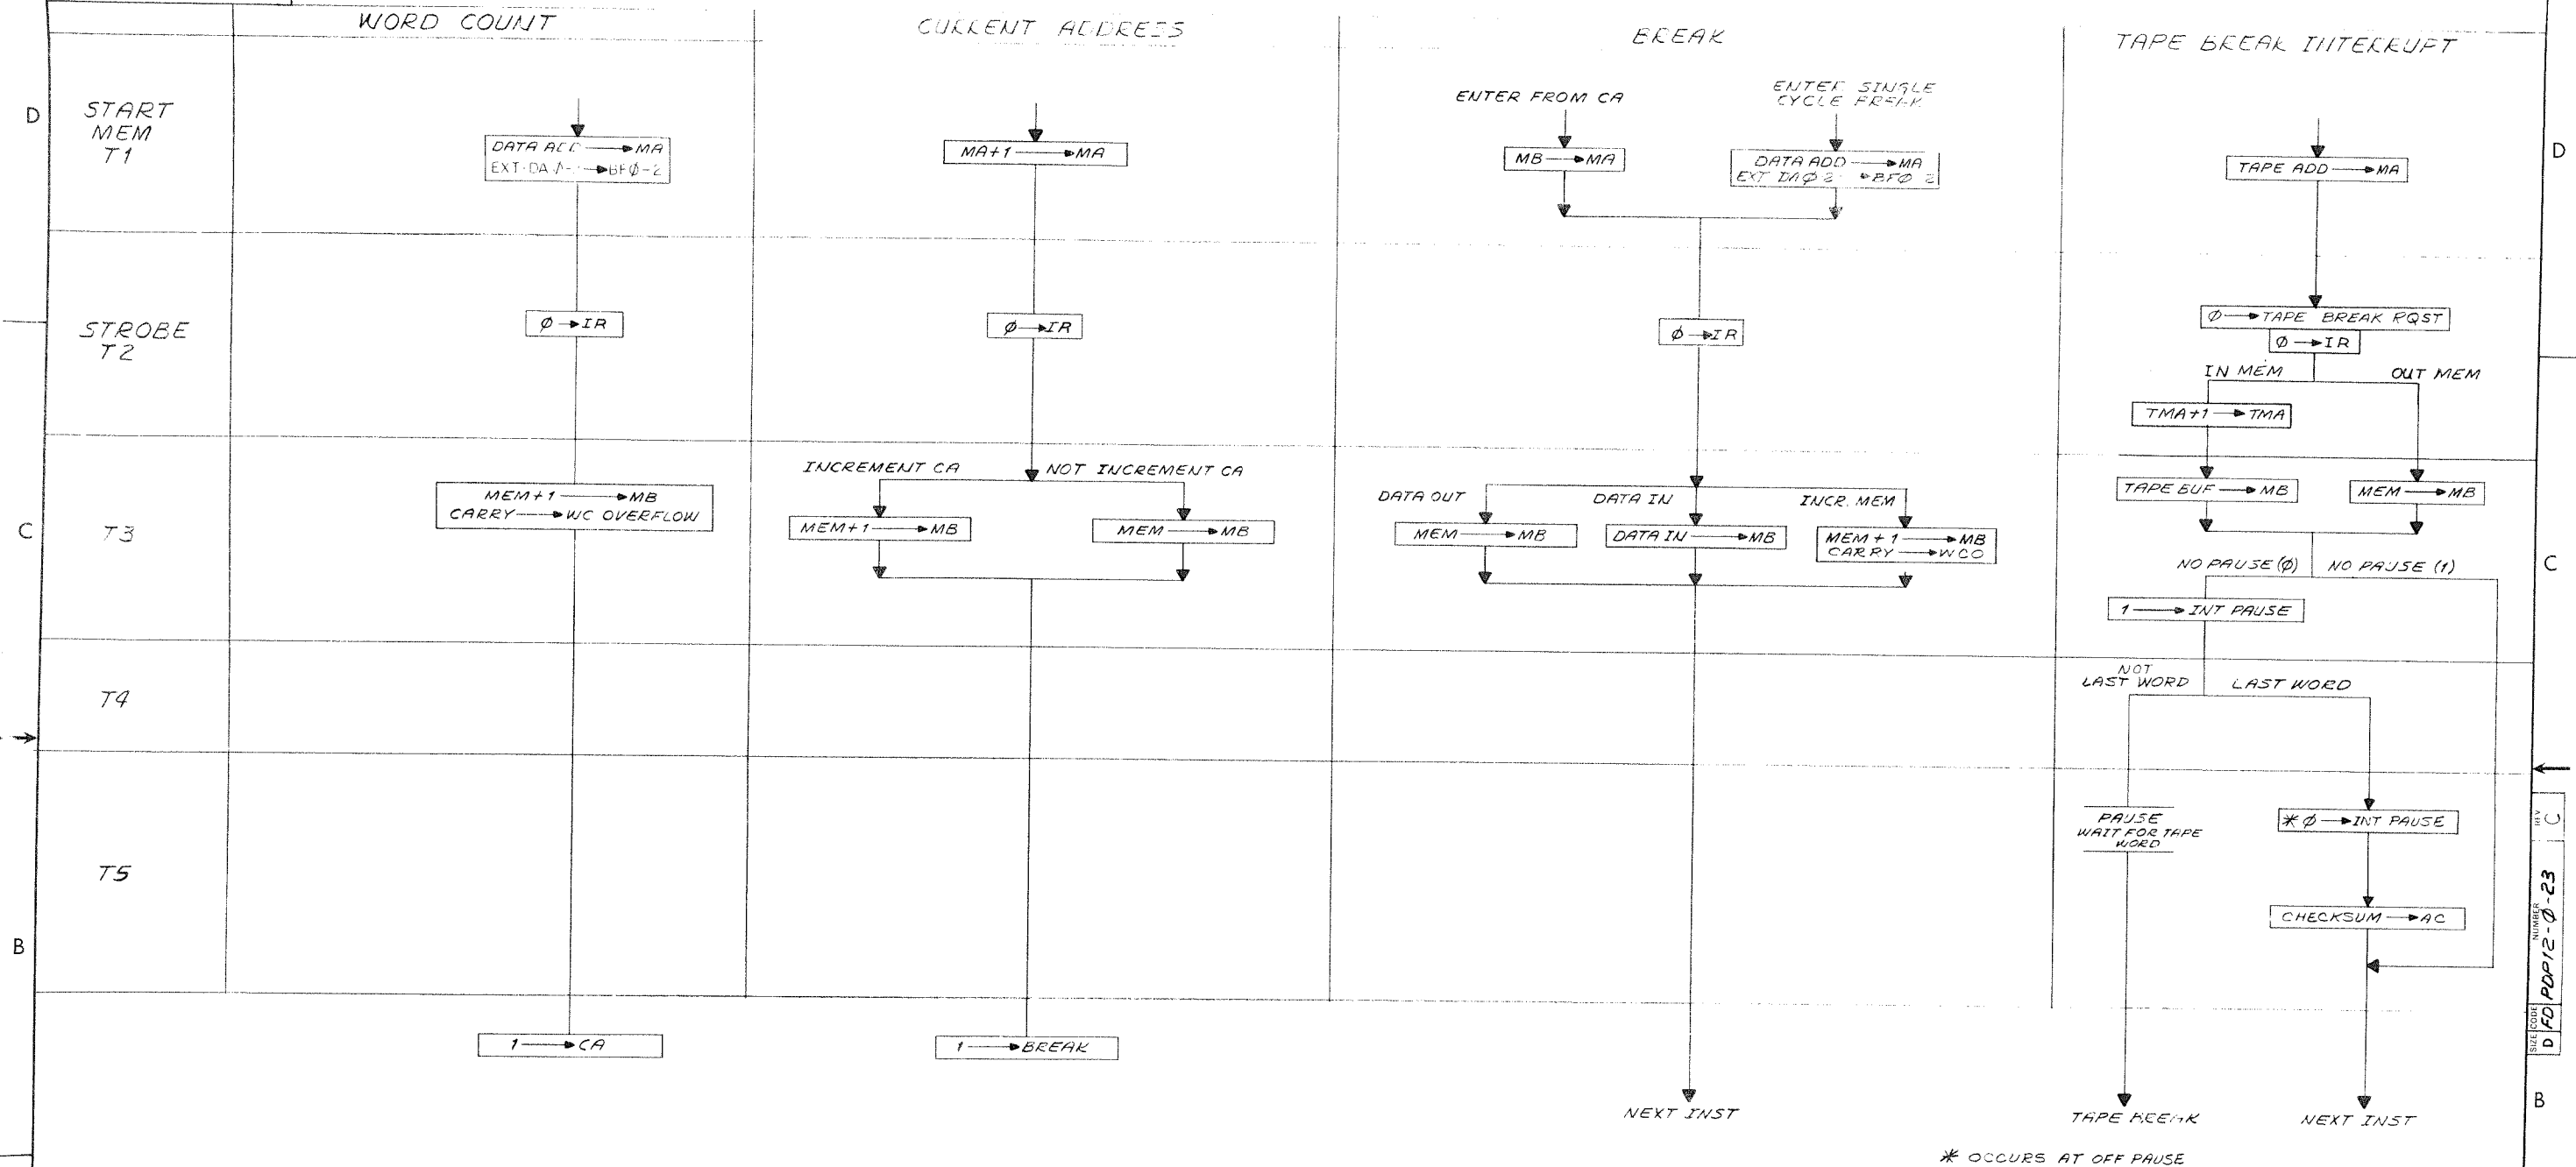 WORD COUNT
CURRENT ADDRESS
BREAK
TAPE BREAK INTERRUPT
D
START
MEM
T1
DATA ADD → MA
→ BFØ-2
MA+1 → MA
ENTER FROM CA
MB → MA
ENTER SINGLE
CYCLE BREAK
DATA ADD → MA
EXT DAØ-2 → BFØ-2
TAPE ADD → MA
D
STROBE
T2
Ø → IR
Ø → IR
Ø → IR
Ø → TAPE BREAK RQST
Ø → IR
IN MEM
OUT MEM
TMA+1 → TMA
C
T3
MEM+1 → MB
CARRY → WC OVERFLOW
INCREMENT CA
NOT INCREMENT CA
MEM+1 → MB
MEM → MB
DATA OUT
DATA IN
INCR. MEM
MEM → MB
DATA IN → MB
MEM + 1 → MB
CARRY → WCO
TAPE BUF → MB
MEM → MB
NO PAUSE (Ø)
NO PAUSE (1)
1 → INT PAUSE
C
T4
NOT
LAST WORD
LAST WORD
T5
PAUSE
WAIT FOR TAPE
WORD
* Ø → INT PAUSE
CHECKSUM → AC
B
1 → CA
1 → BREAK
NEXT INST
TAPE BREAK
NEXT INST
B
* OCCURS AT OFF PAUSE
SIZE
D
CODE
FD
NUMBER
PDP12-Ø-23
REV
C